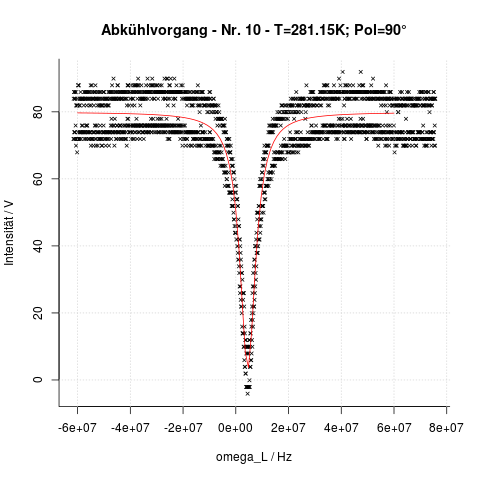 Abkühlvorgang - Nr. 10 - T=281.15K; Pol=90°
Intensität / V
80
60
40
20
0
-6e+07 -4e+07 -2e+07 0e+00 2e+07 4e+07 6e+07 8e+07
omega_L / Hz